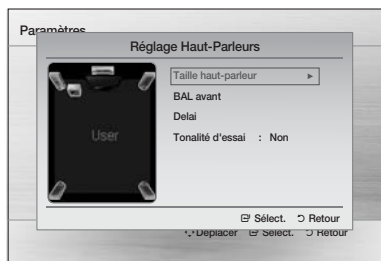 Paramètres
Réglage Haut-Parleurs
Taille haut-parleur ►
BAL avant
User
Delai
Tonalité d'essai : Non
Sélect. Retour
Déplacer Sélect. Retour